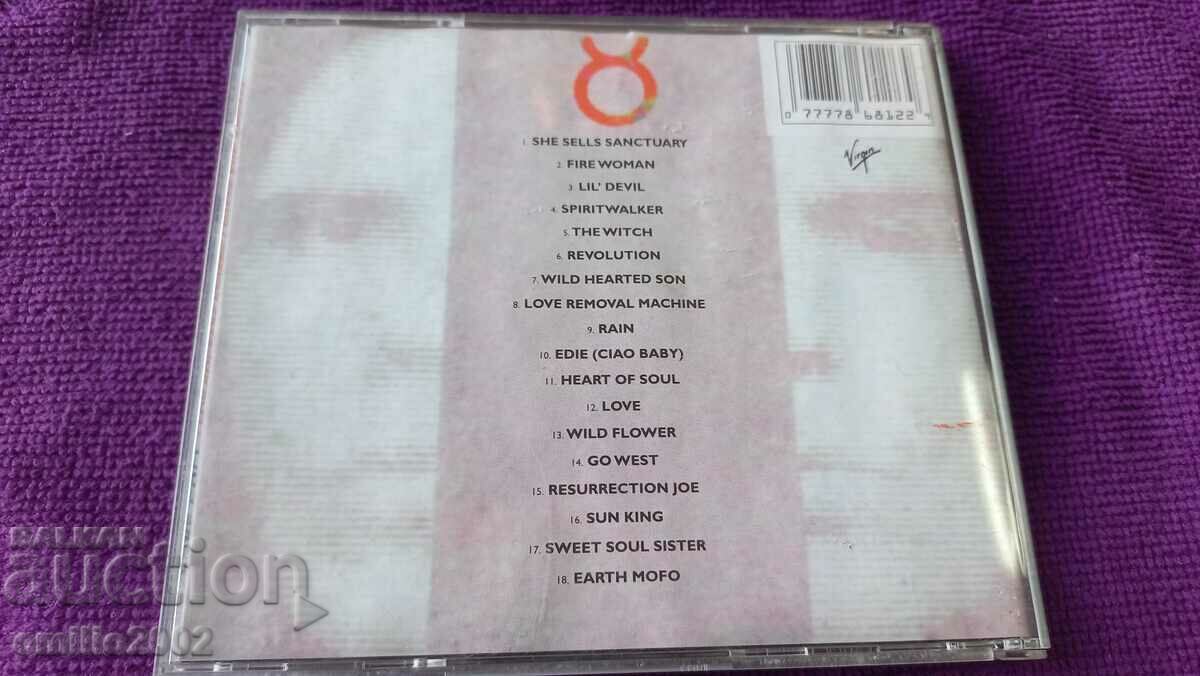 0 77778 68122 9
Virgin
1. SHE SELLS SANCTUARY
2. FIRE WOMAN
3. LIL' DEVIL
4. SPIRITWALKER
5. THE WITCH
6. REVOLUTION
7. WILD HEARTED SON
8. LOVE REMOVAL MACHINE
9. RAIN
10. EDIE (CIAO BABY)
11. HEART OF SOUL
12. LOVE
13. WILD FLOWER
14. GO WEST
15. RESURRECTION JOE
16. SUN KING
17. SWEET SOUL SISTER
18. EARTH MOFO
BALKAN
auction
emilio2002